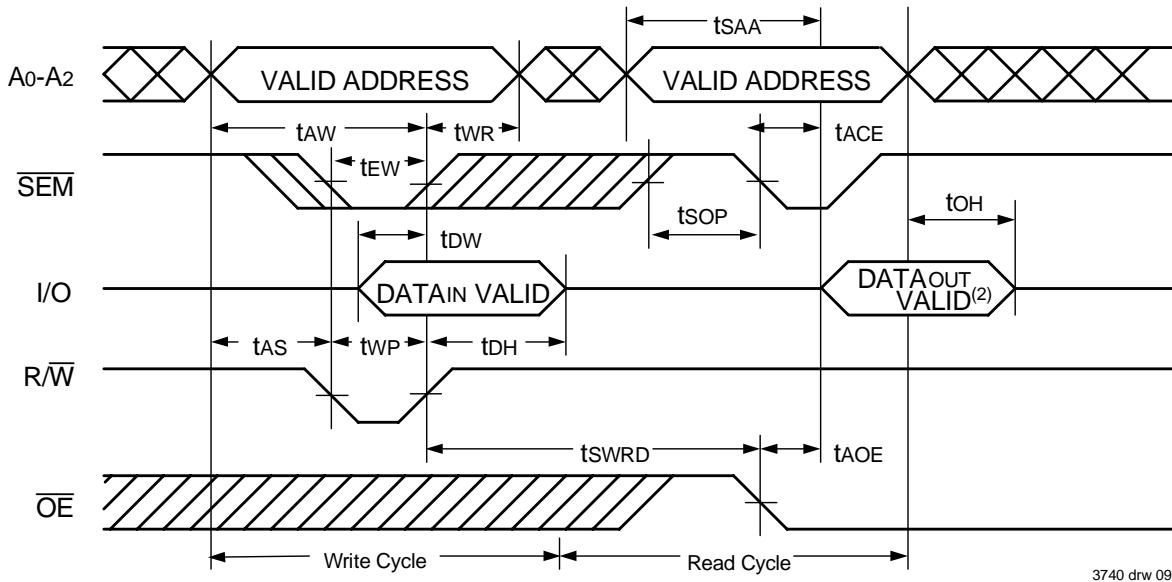 tSAA
A0-A2
VALID ADDRESS
VALID ADDRESS
tAW
tWR
tACE
tEW
SEM
tSOP
tOH
tDW
I/O
DATAIN VALID
DATAOUT
VALID(2)
tAS
tWP
tDH
R/W
tSWRD
tAOE
OE
Write Cycle
Read Cycle
3740 drw 09